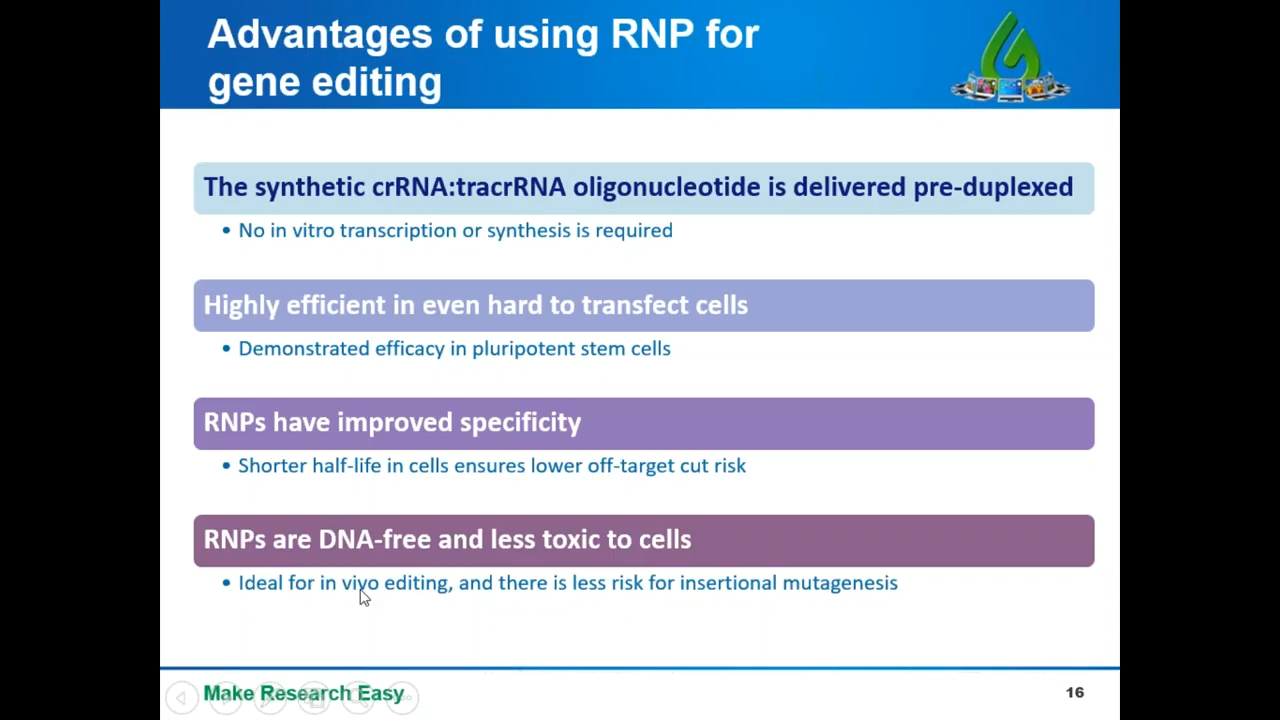 Advantages of using RNP for
gene editing
The synthetic crRNA:tracrRNA oligonucleotide is delivered pre-duplexed
• No in vitro transcription or synthesis is required
Highly efficient in even hard to transfect cells
• Demonstrated efficacy in pluripotent stem cells
RNPs have improved specificity
• Shorter half-life in cells ensures lower off-target cut risk
RNPs are DNA-free and less toxic to cells
• Ideal for in vivo editing, and there is less risk for insertional mutagenesis
Make Research Easy
16